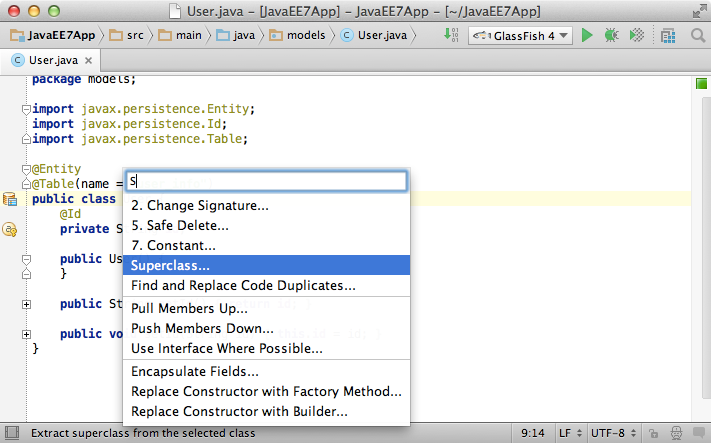 User.java - [JavaEE7App] - JavaEE7App - [~/JavaEE7App]
JavaEE7App src main java models User.java GlassFish 4
User.java
package models;
import javax.persistence.Entity;
import javax.persistence.Id;
import javax.persistence.Table;
@Entity
@Table(name =
public class
@Id
private S
public Us
}
public St
public vo
}
S
2. Change Signature...
5. Safe Delete...
7. Constant...
Superclass...
Find and Replace Code Duplicates...
Pull Members Up...
Push Members Down...
Use Interface Where Possible...
Encapsulate Fields...
Replace Constructor with Factory Method...
Replace Constructor with Builder...
Extract superclass from the selected class 9:14 LF UTF-8